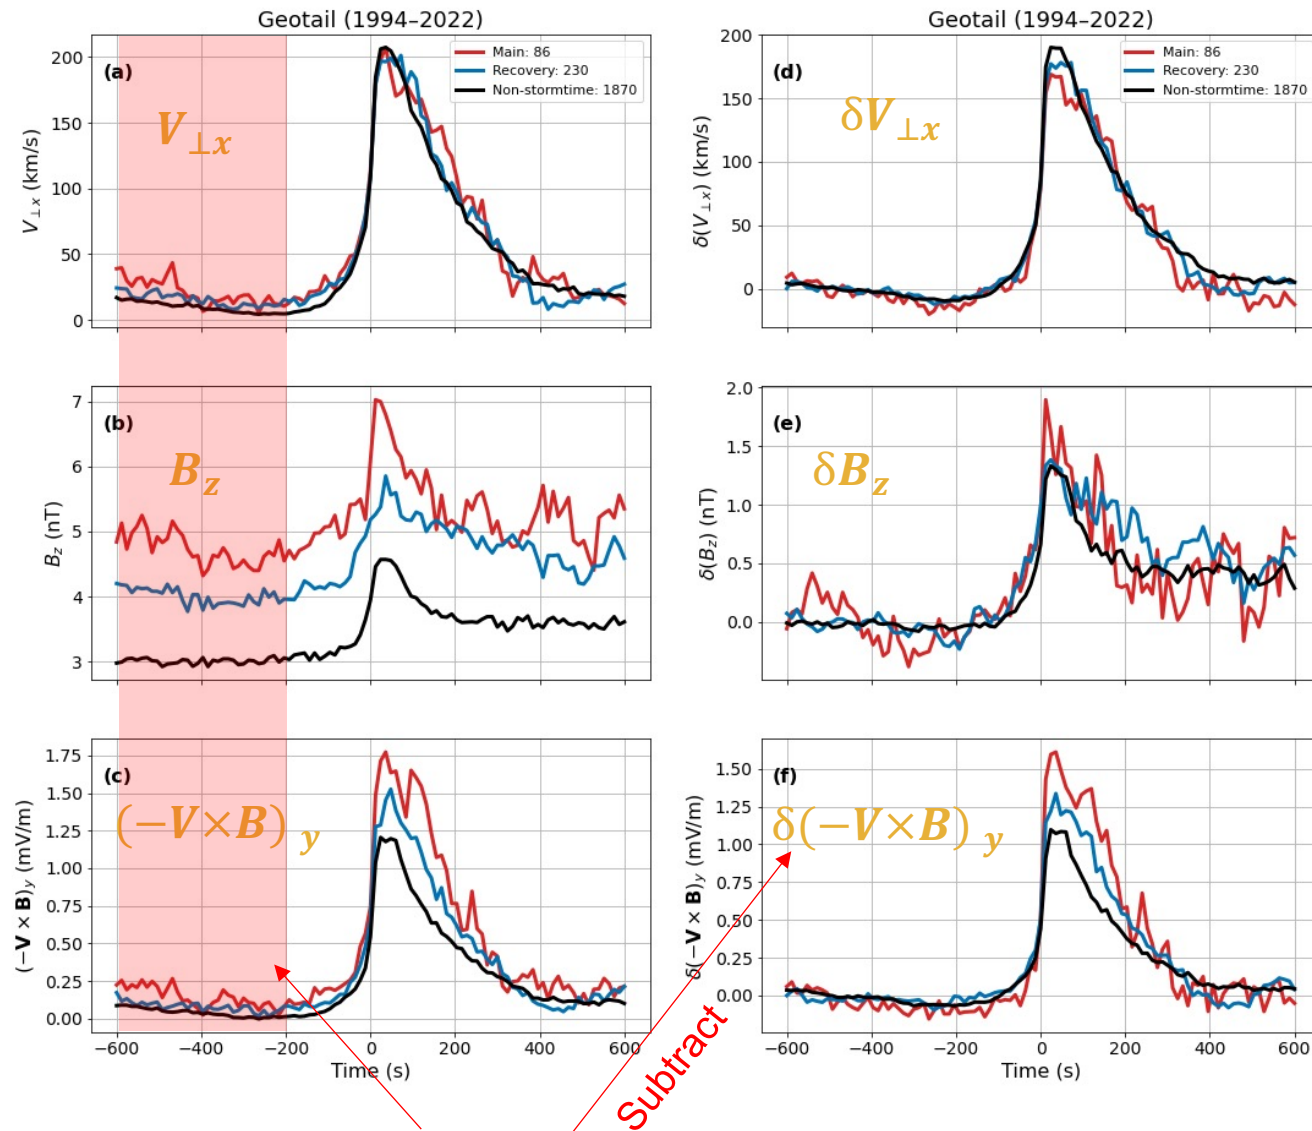 Geotail (1994–2022)
(a)
Main: 86
Recovery: 230
Non-stormtime: 1870
V⊥x
V⊥x (km/s)
200
150
100
50
0
Geotail (1994–2022)
(d)
Main: 86
Recovery: 230
Non-stormtime: 1870
δV⊥x
δ(V⊥x) (km/s)
200
150
100
50
0
(b)
Bz
Bz (nT)
7
6
5
4
3
(e)
δBz
δ(Bz) (nT)
2.0
1.5
1.0
0.5
0.0
(c)
(−V×B) y
(−V × B)y (mV/m)
1.75
1.50
1.25
1.00
0.75
0.50
0.25
0.00
−600 −400 −200 0 200 400 600
Time (s)
(f)
δ(−V×B) y
δ(−V × B)y (mV/m)
1.50
1.25
1.00
0.75
0.50
0.25
0.00
−600 −400 −200 0 200 400 600
Time (s)
Subtract